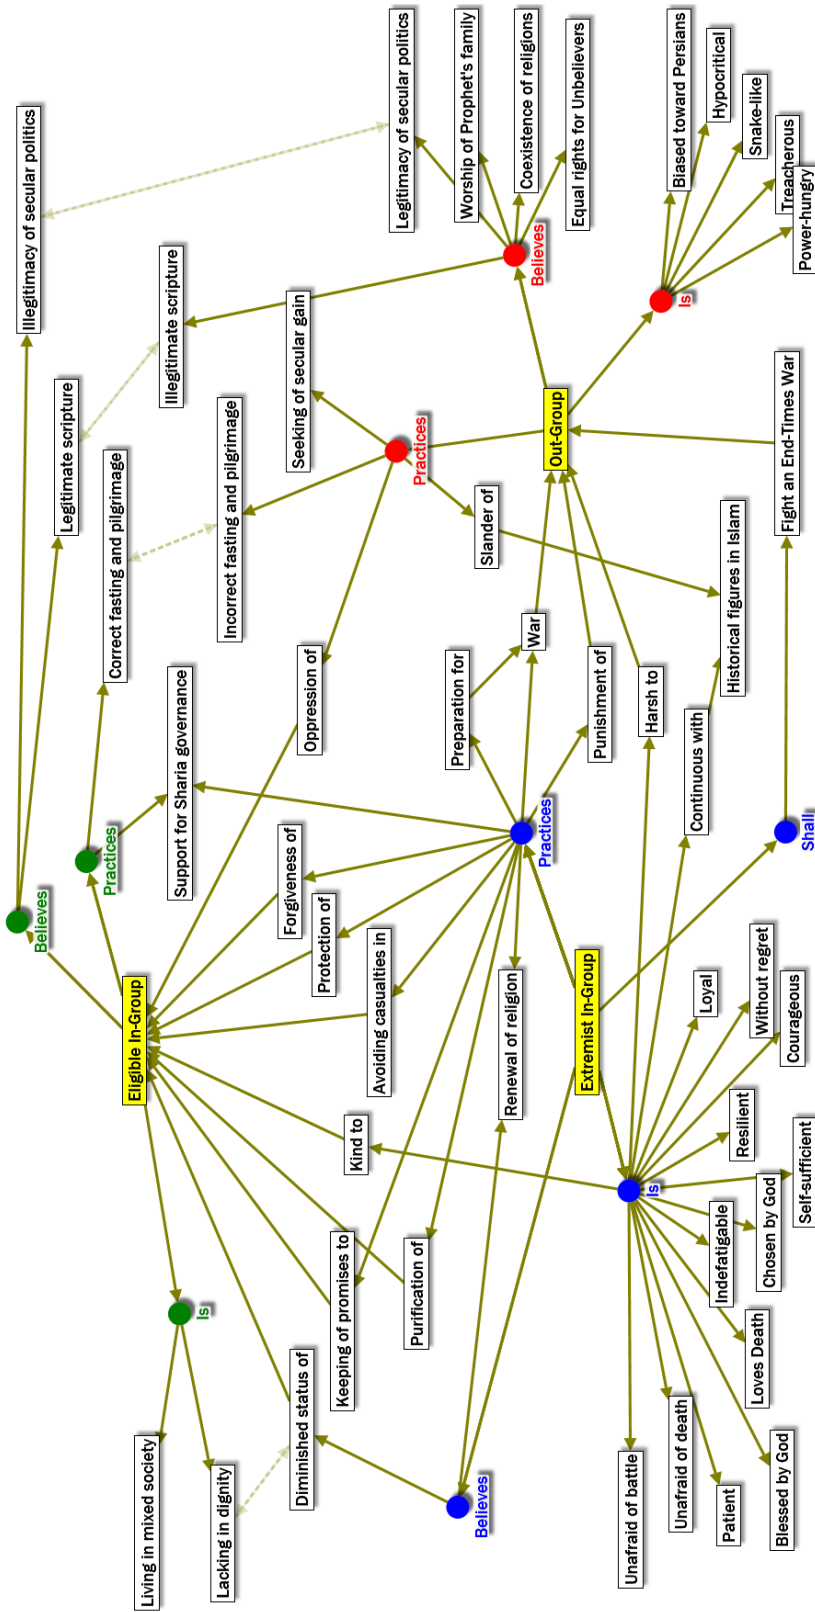 Illegitimacy of secular politics
Believes
Legitimate scripture
Practices
Correct fasting and pilgrimage
Eligible In-Group
Living in mixed society
Illegitimate scripture
Support for Sharia governance
Is
Lacking in dignity
Incorrect fasting and pilgrimage
Forgiveness of
Seeking of secular gain
Diminished status of
Oppression of
Protection of
Keeping of promises to
Kind to
Avoiding casualties in
Legitimacy of secular politics
Purification of
Practices
Preparation for
Worship of Prophet's family
Believes
Slander of
Renewal of religion
Coexistence of religions
War
Believes
Practices
Out-Group
Equal rights for Unbelievers
Extremist In-Group
Punishment of
Unafraid of battle
Harsh to
Is
Biased toward Persians
Unafraid of death
Is
Continuous with
Loyal
Hypocritical
Indefatigable
Patient
Historical figures in Islam
Resilient
Snake-like
Loves Death
Without regret
Chosen by God
Blessed by God
Fight an End-Times War
Treacherous
Courageous
Self-sufficient
Power-hungry
Shall